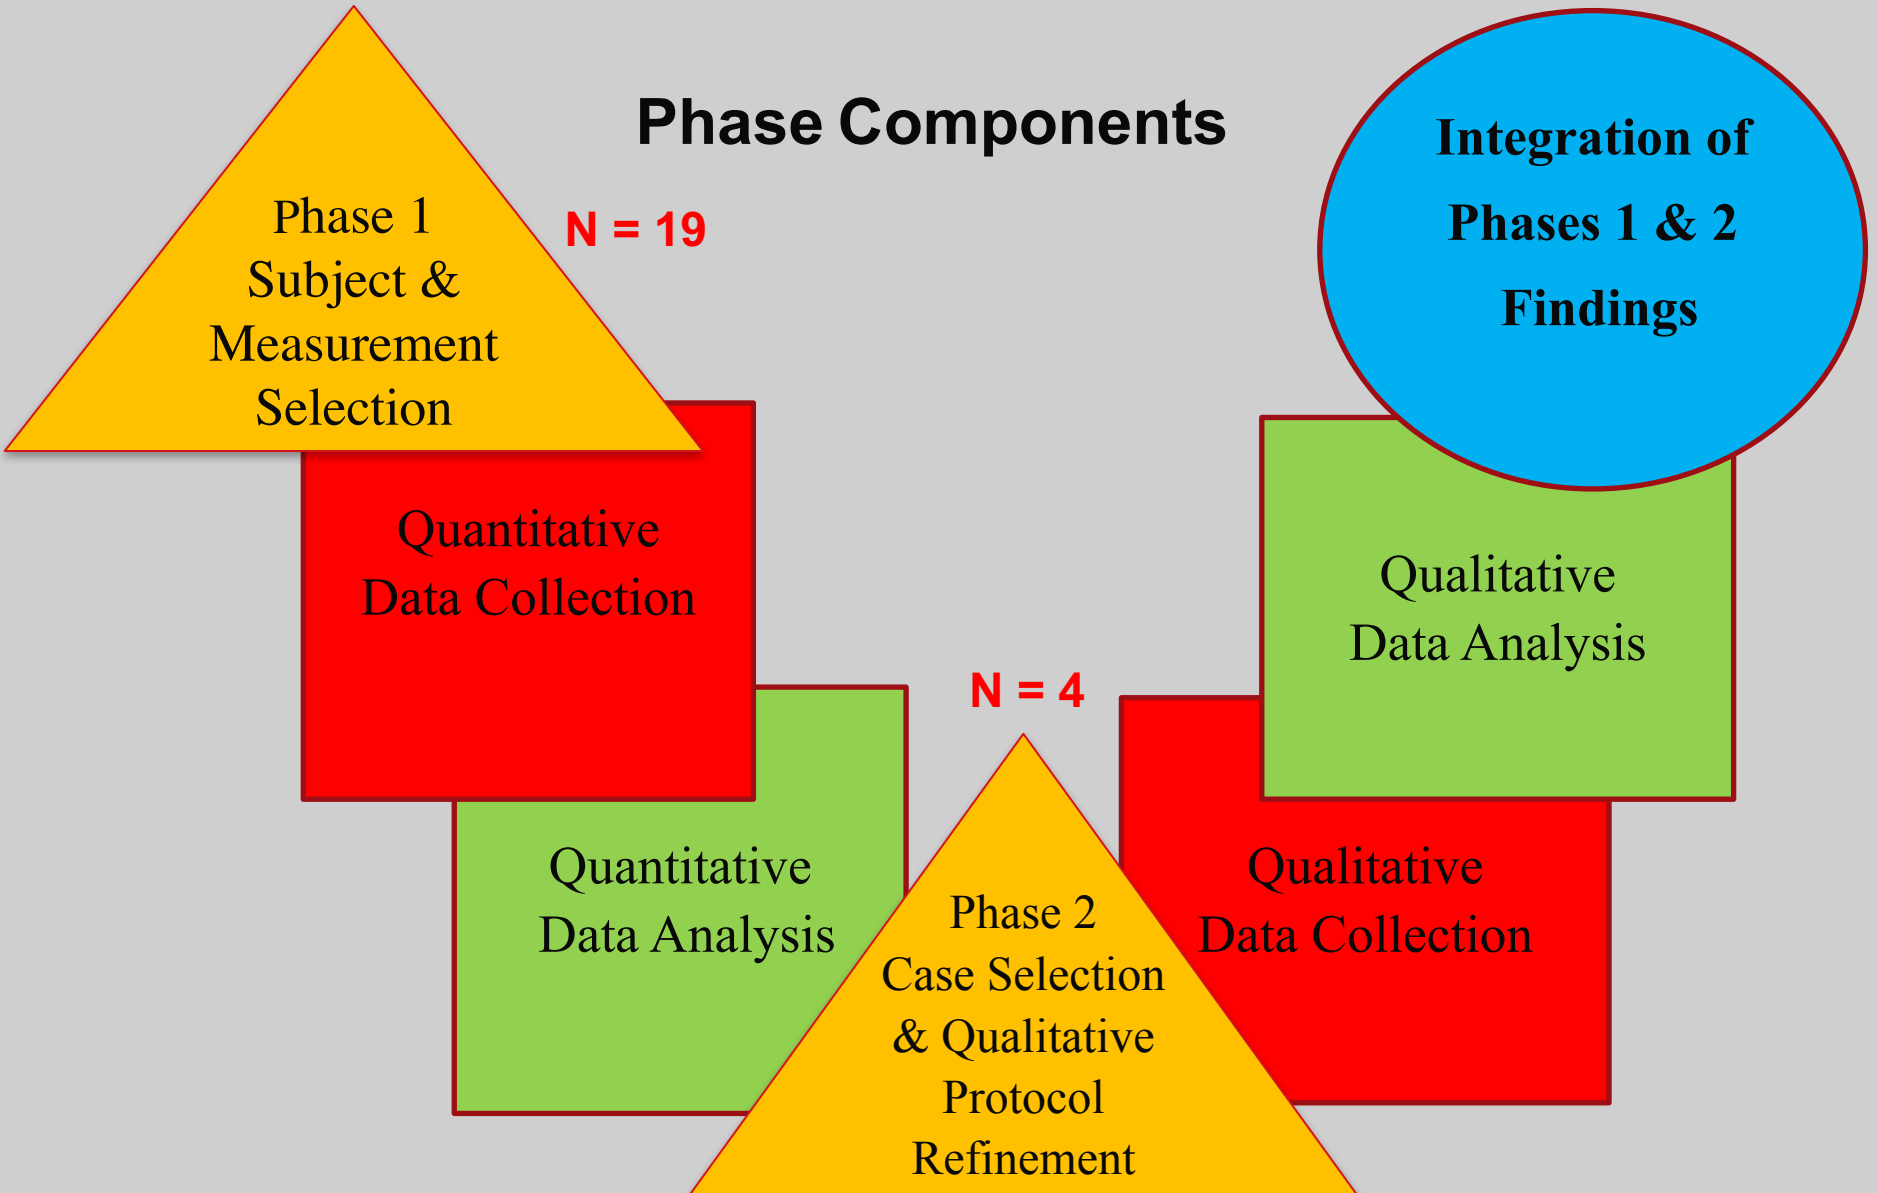 Phase Components
Phase 1
Subject &
Measurement
Selection
N = 19
Quantitative
Data Collection
Quantitative
Data Analysis
N = 4
Phase 2
Case Selection
& Qualitative
Protocol
Refinement
Qualitative
Data Collection
Qualitative
Data Analysis
Integration of
Phases 1 & 2
Findings